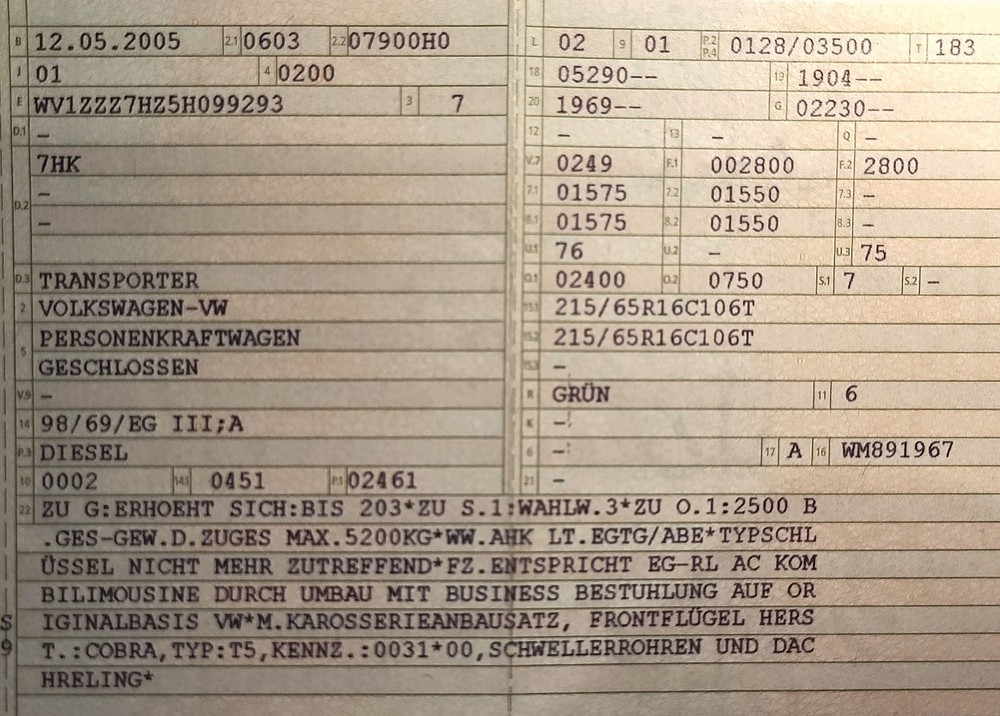 B 12.05.2005 2.1 0603 2.2 07900H0 L 02 9 01 P.2 P.4 0128/03500 T 183
J 01 4 0200 18 05290-- 19 1904--
E WV1ZZZ7HZ5H099293 3 7 20 1969-- G 02230--
D.1 – 12 – 13 – Q –
7HK V.7 0249 F.1 002800 F.2 2800
D.2 – 7.1 01575 7.2 01550 7.3 –
– 8.1 01575 8.2 01550 8.3 –
U.1 76 U.2 – U.3 75
D.3 TRANSPORTER O.1 02400 O.2 0750 S.1 7 S.2 –
2 VOLKSWAGEN-VW 15.1 215/65R16C106T
5 PERSONENKRAFTWAGEN 15.2 215/65R16C106T
GESCHLOSSEN 15.3 –
V.9 – R GRÜN 11 6
14 98/69/EG III;A K –
P.3 DIESEL 6 – 17 A 16 WM891967
10 0002 14.1 0451 P.1 02461 21 –
22 ZU G:ERHOEHT SICH:BIS 203*ZU S.1:WAHLW.3*ZU O.1:2500 B
.GES-GEW.D.ZUGES MAX.5200KG*WW.AHK LT.EGTG/ABE*TYPSCHL
ÜSSEL NICHT MEHR ZUTREFFEND*FZ.ENTSPRICHT EG-RL AC KOM
BILIMOUSINE DURCH UMBAU MIT BUSINESS BESTUHLUNG AUF OR
S IGINALBASIS VW*M.KAROSSERIEANBAUSATZ, FRONTFLÜGEL HERS
9 T.:COBRA,TYP:T5,KENNZ.:0031*00,SCHWELLERROHREN UND DAC
HRELING*